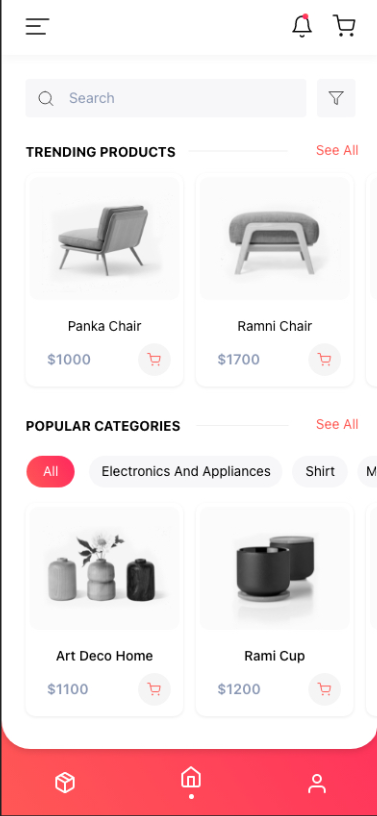 Search
TRENDING PRODUCTS See All
Panka Chair Ramni Chair
$1000 $1700
POPULAR CATEGORIES See All
All Electronics And Appliances Shirt M
Art Deco Home Rami Cup
$1100 $1200